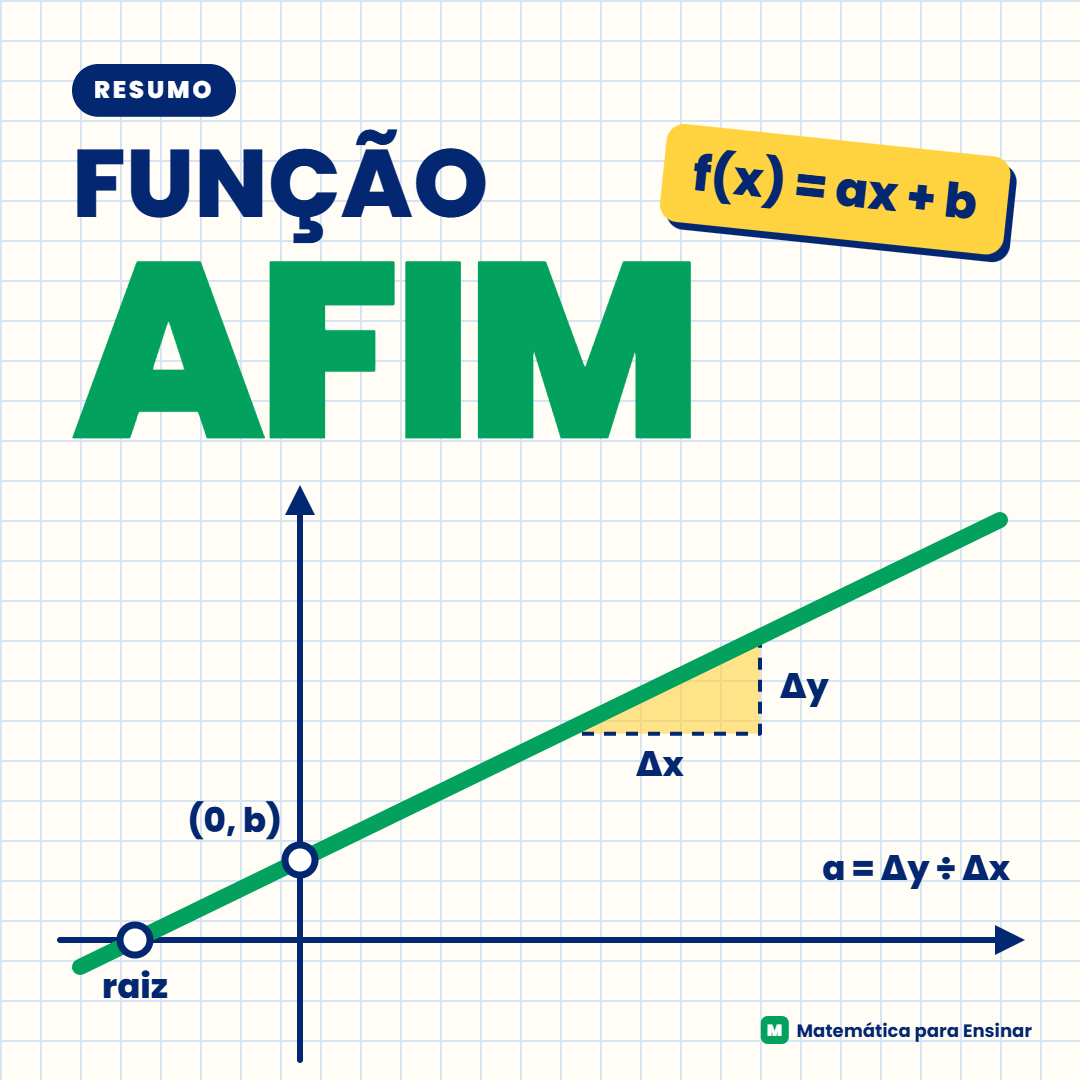 RESUMO
FUNÇÃO
f(x) = ax + b
AFIM
Δy
Δx
(0, b)
a = Δy ÷ Δx
raiz
M Matemática para Ensinar